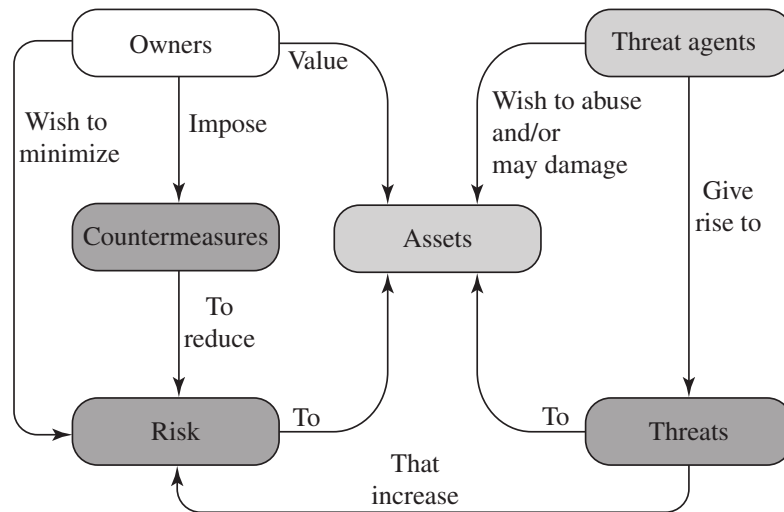 Owners
Threat agents
Value
Wish to
minimize
Impose
Wish to abuse
and/or
may damage
Give
rise to
Countermeasures
Assets
To
reduce
Risk
To
To
Threats
That
increase